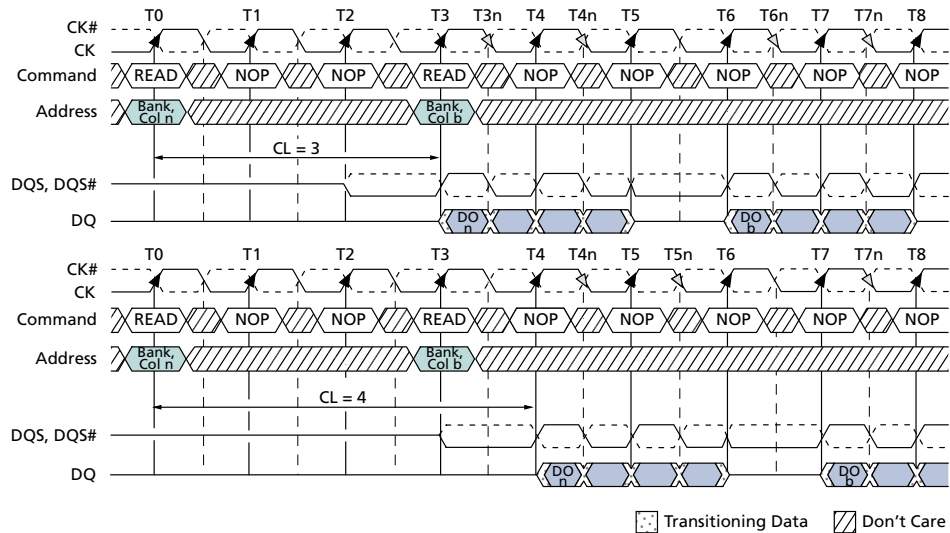 T0 T1 T2 T3 T3n T4 T4n T5 T6 T6n T7 T7n T8
CK#
CK
Command READ NOP NOP READ NOP NOP NOP NOP NOP
Address Bank, Col n Bank, Col b
CL = 3
DQS, DQS#
DQ DO n DO b
T0 T1 T2 T3 T4 T4n T5 T5n T6 T7 T7n T8
CK#
CK
Command READ NOP NOP READ NOP NOP NOP NOP NOP
Address Bank, Col n Bank, Col b
CL = 4
DQS, DQS#
DQ DO n DO b
Transitioning Data Don't Care